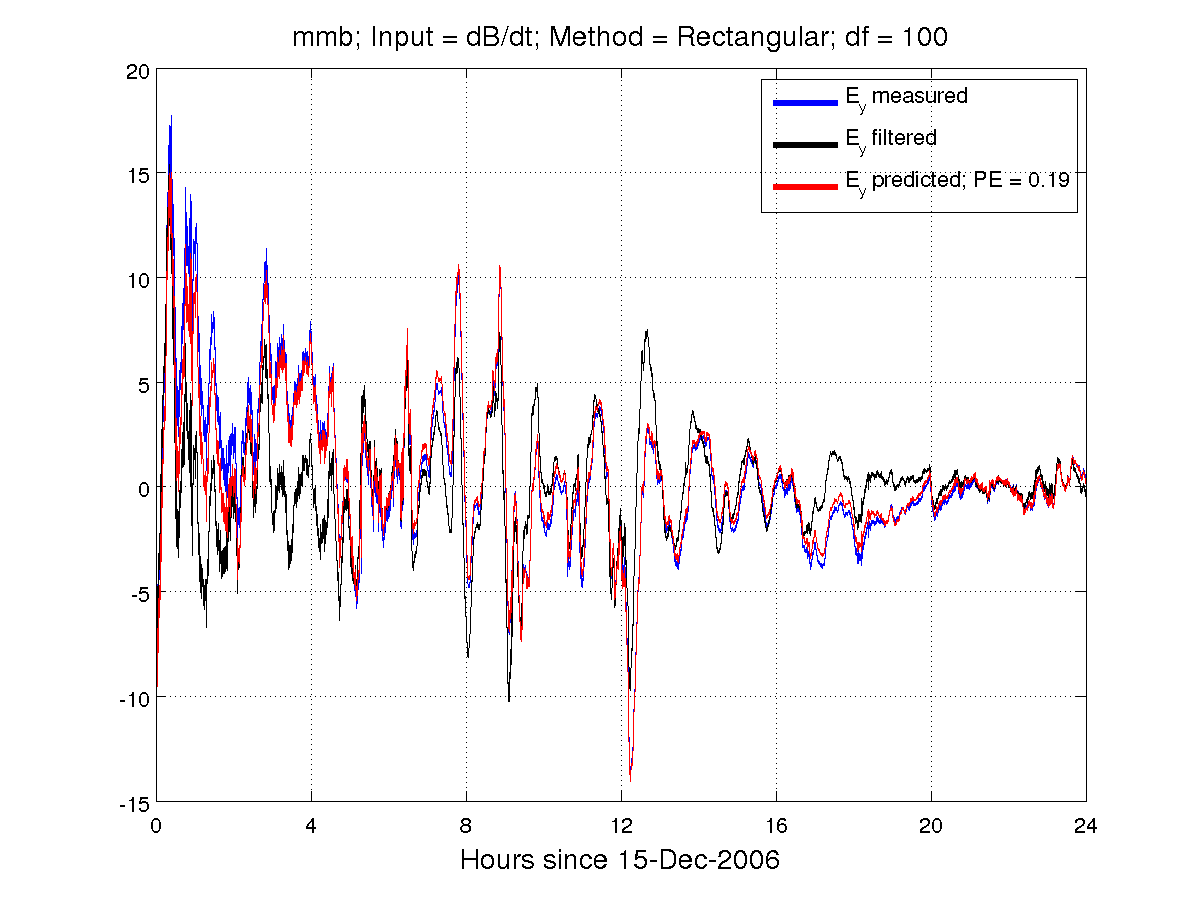 mmb; Input = dB/dt; Method = Rectangular; df = 100
20
15
10
5
0
-5
-10
-15
E_y measured
E_y filtered
E_y predicted; PE = 0.19
0 4 8 12 16 20 24
Hours since 15-Dec-2006